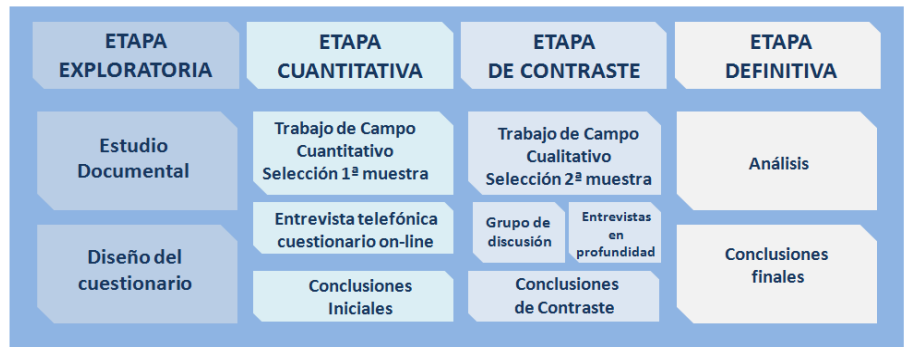 ETAPA
EXPLORATORIA
ETAPA
CUANTITATIVA
ETAPA
DE CONTRASTE
ETAPA
DEFINITIVA
Estudio
Documental
Diseño del
cuestionario
Trabajo de Campo
Cuantitativo
Selección 1ª muestra
Entrevista telefónica
cuestionario on-line
Conclusiones
Iniciales
Trabajo de Campo
Cualitativo
Selección 2ª muestra
Grupo de
discusión
Entrevistas
en
profundidad
Conclusiones
de Contraste
Análisis
Conclusiones
finales